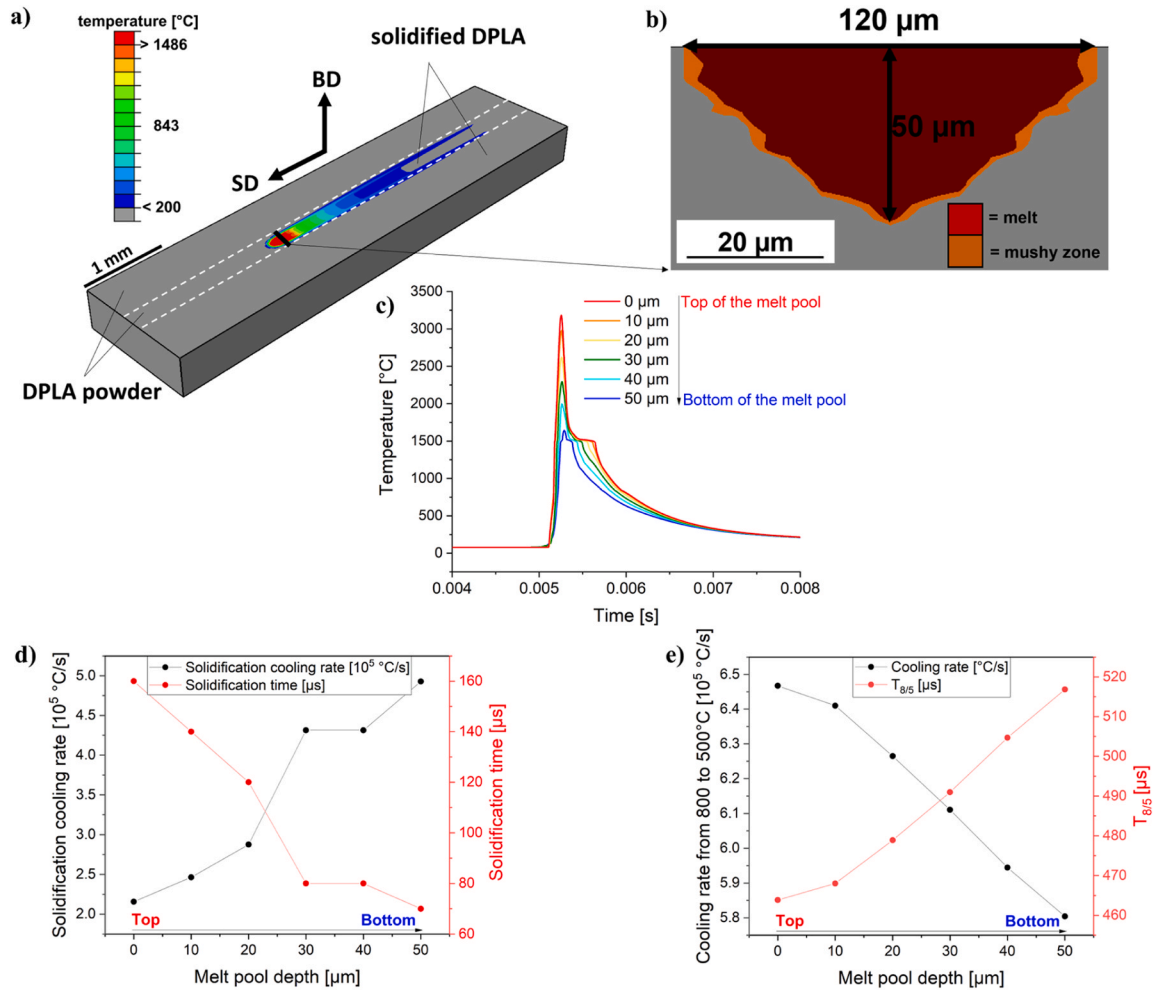 a)
temperature [°C]
> 1486
843
< 200
solidified DPLA
BD
SD
1 mm
DPLA powder
b)
120 µm
50 µm
20 µm
= melt
= mushy zone
c)
3500
3000
2500
2000
1500
1000
500
0
Temperature [°C]
0 µm
10 µm
20 µm
30 µm
40 µm
50 µm
Top of the melt pool
Bottom of the melt pool
0.004
0.005
0.006
0.007
0.008
Time [s]
d)
Solidification cooling rate [10⁵ °C/s]
Solidification time [µs]
5.0
4.5
4.0
3.5
3.0
2.5
2.0
Solidification cooling rate [10⁵ °C/s]
160
140
120
100
80
60
Solidification time [µs]
Top
Bottom
0
10
20
30
40
50
Melt pool depth [µm]
e)
Cooling rate [°C/s]
T8/5 [µs]
6.5
6.4
6.3
6.2
6.1
6.0
5.9
5.8
Cooling rate from 800 to 500°C [10⁵ °C/s]
520
510
500
490
480
470
460
T8/5 [µs]
Top
Bottom
0
10
20
30
40
50
Melt pool depth [µm]